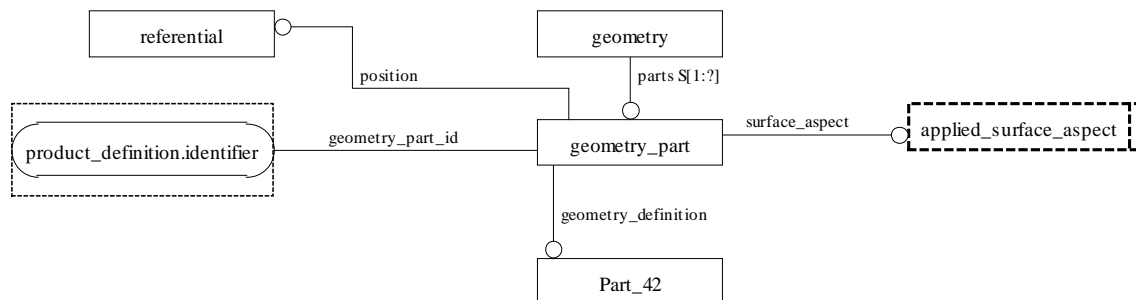 referential
geometry
position
parts S[1:?]
product_definition.identifier
geometry_part_id
geometry_part
surface_aspect
applied_surface_aspect
geometry_definition
Part_42